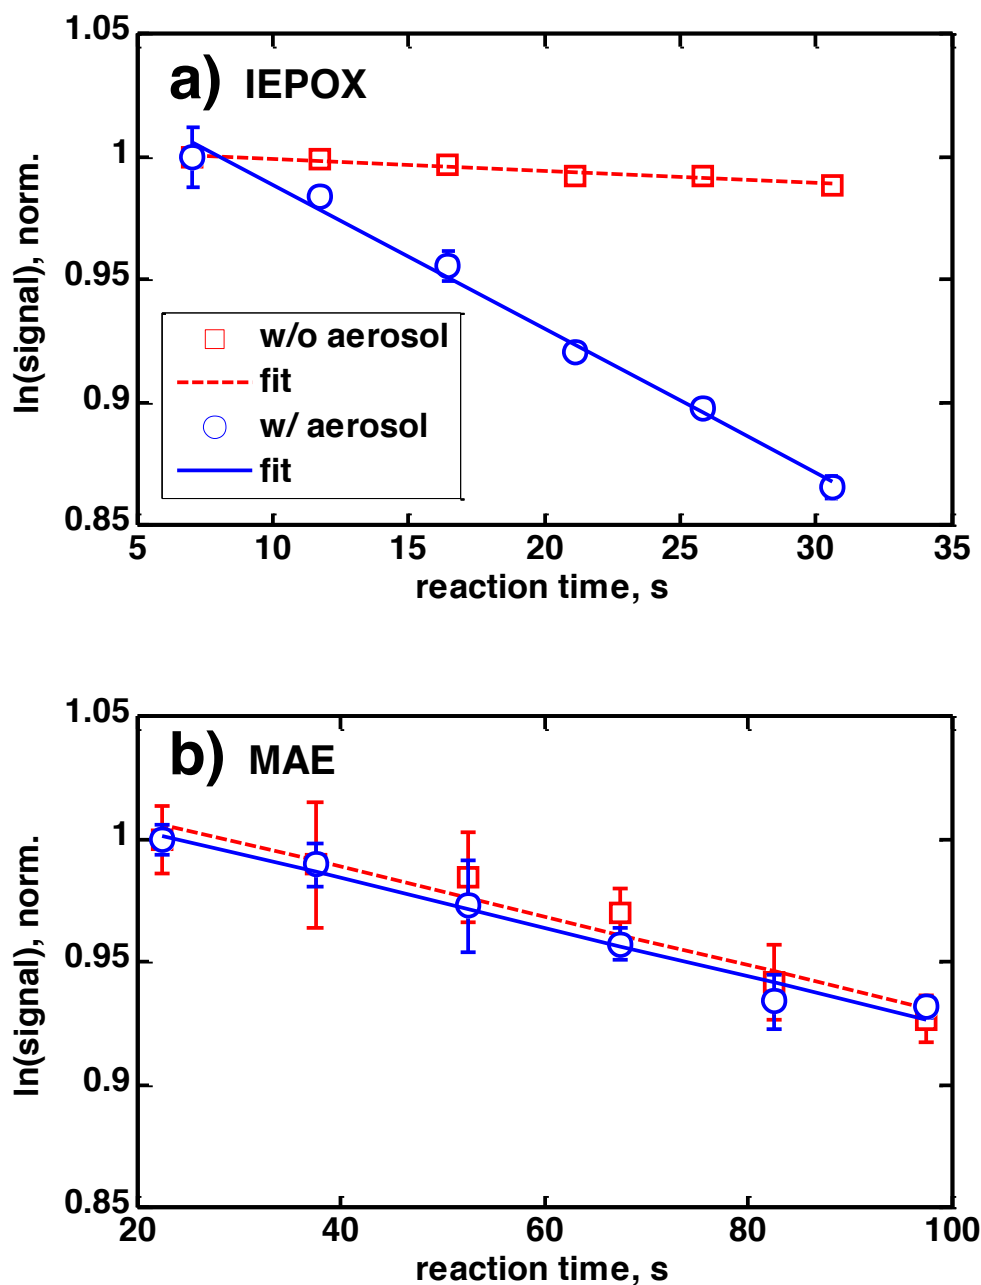 a) IEPOX
1.05
1
0.95
0.9
0.85
ln(signal), norm.
w/o aerosol
fit
w/ aerosol
fit
5 10 15 20 25 30 35
reaction time, s
b) MAE
1.05
1
0.95
0.9
0.85
ln(signal), norm.
20 40 60 80 100
reaction time, s